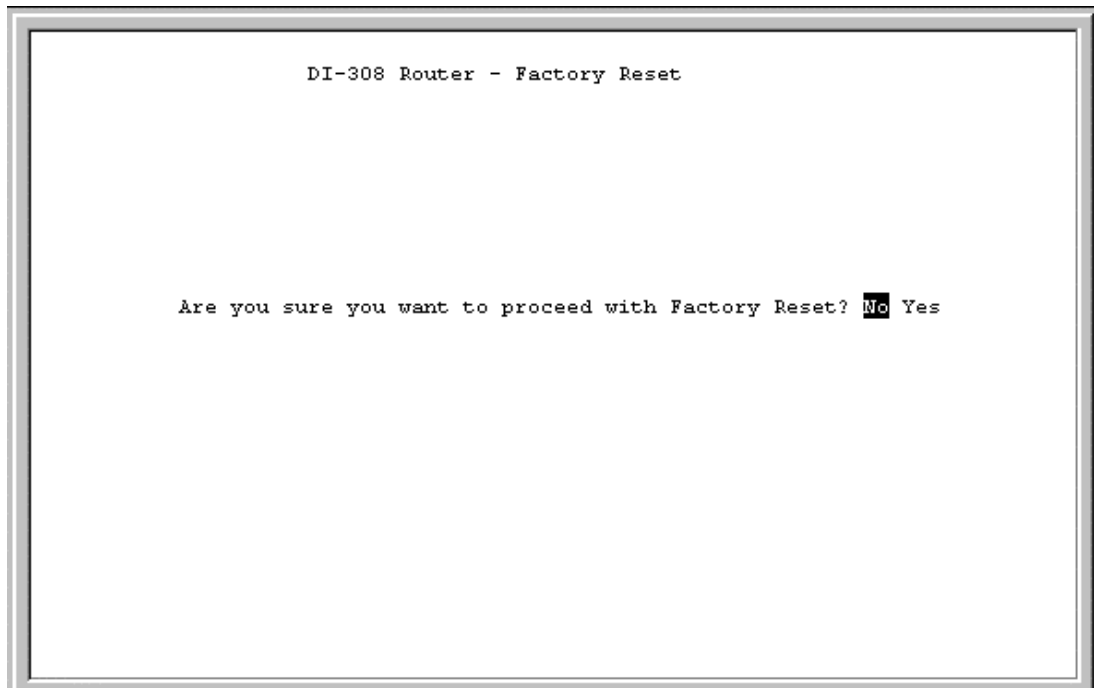 DI-308 Router - Factory Reset
Are you sure you want to proceed with Factory Reset? No Yes